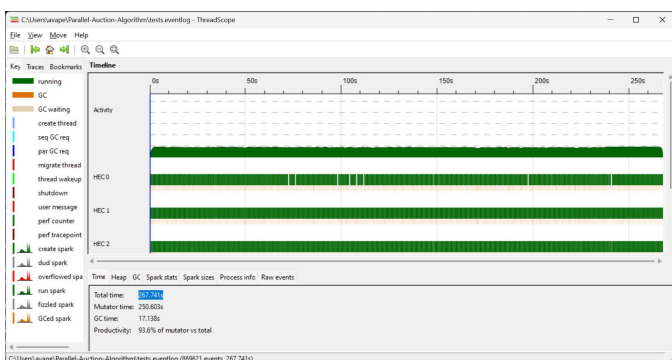 C:\Users\avape\Parallel-Auction-Algorithm\tests.eventlog - ThreadScope
File View Move Help
Key Traces Bookmarks
running
GC
GC waiting
create thread
seq GC req
par GC req
migrate thread
thread wakeup
shutdown
user message
perf counter
perf tracepoint
create spark
dud spark
overflowed spa
run spark
fizzled spark
GCed spark
Timeline
0s 50s 100s 150s 200s 250s
Activity
HEC 0
HEC 1
HEC 2
Time Heap GC Spark stats Spark sizes Process info Raw events
Total time: 267.741s
Mutator time: 250.603s
GC time: 17.138s
Productivity: 93.6% of mutator vs total
C:\Users\avape\Parallel-Auction-Algorithm\tests.eventlog (869621 events, 267.741s)